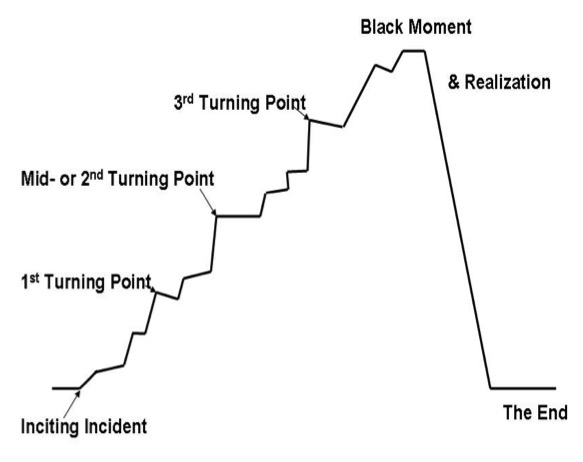 Black Moment
& Realization
3rd Turning Point
Mid- or 2nd Turning Point
1st Turning Point
Inciting Incident
The End